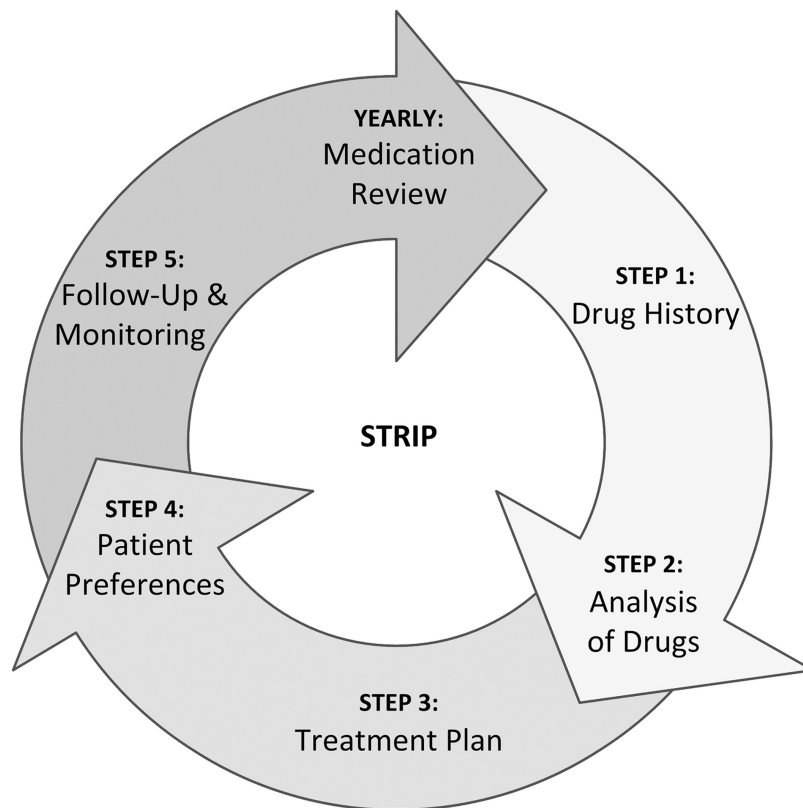 YEARLY:
Medication
Review
STEP 1:
Drug History
STEP 2:
Analysis
of Drugs
STEP 3:
Treatment Plan
STEP 4:
Patient
Preferences
STEP 5:
Follow-Up &
Monitoring
STRIP